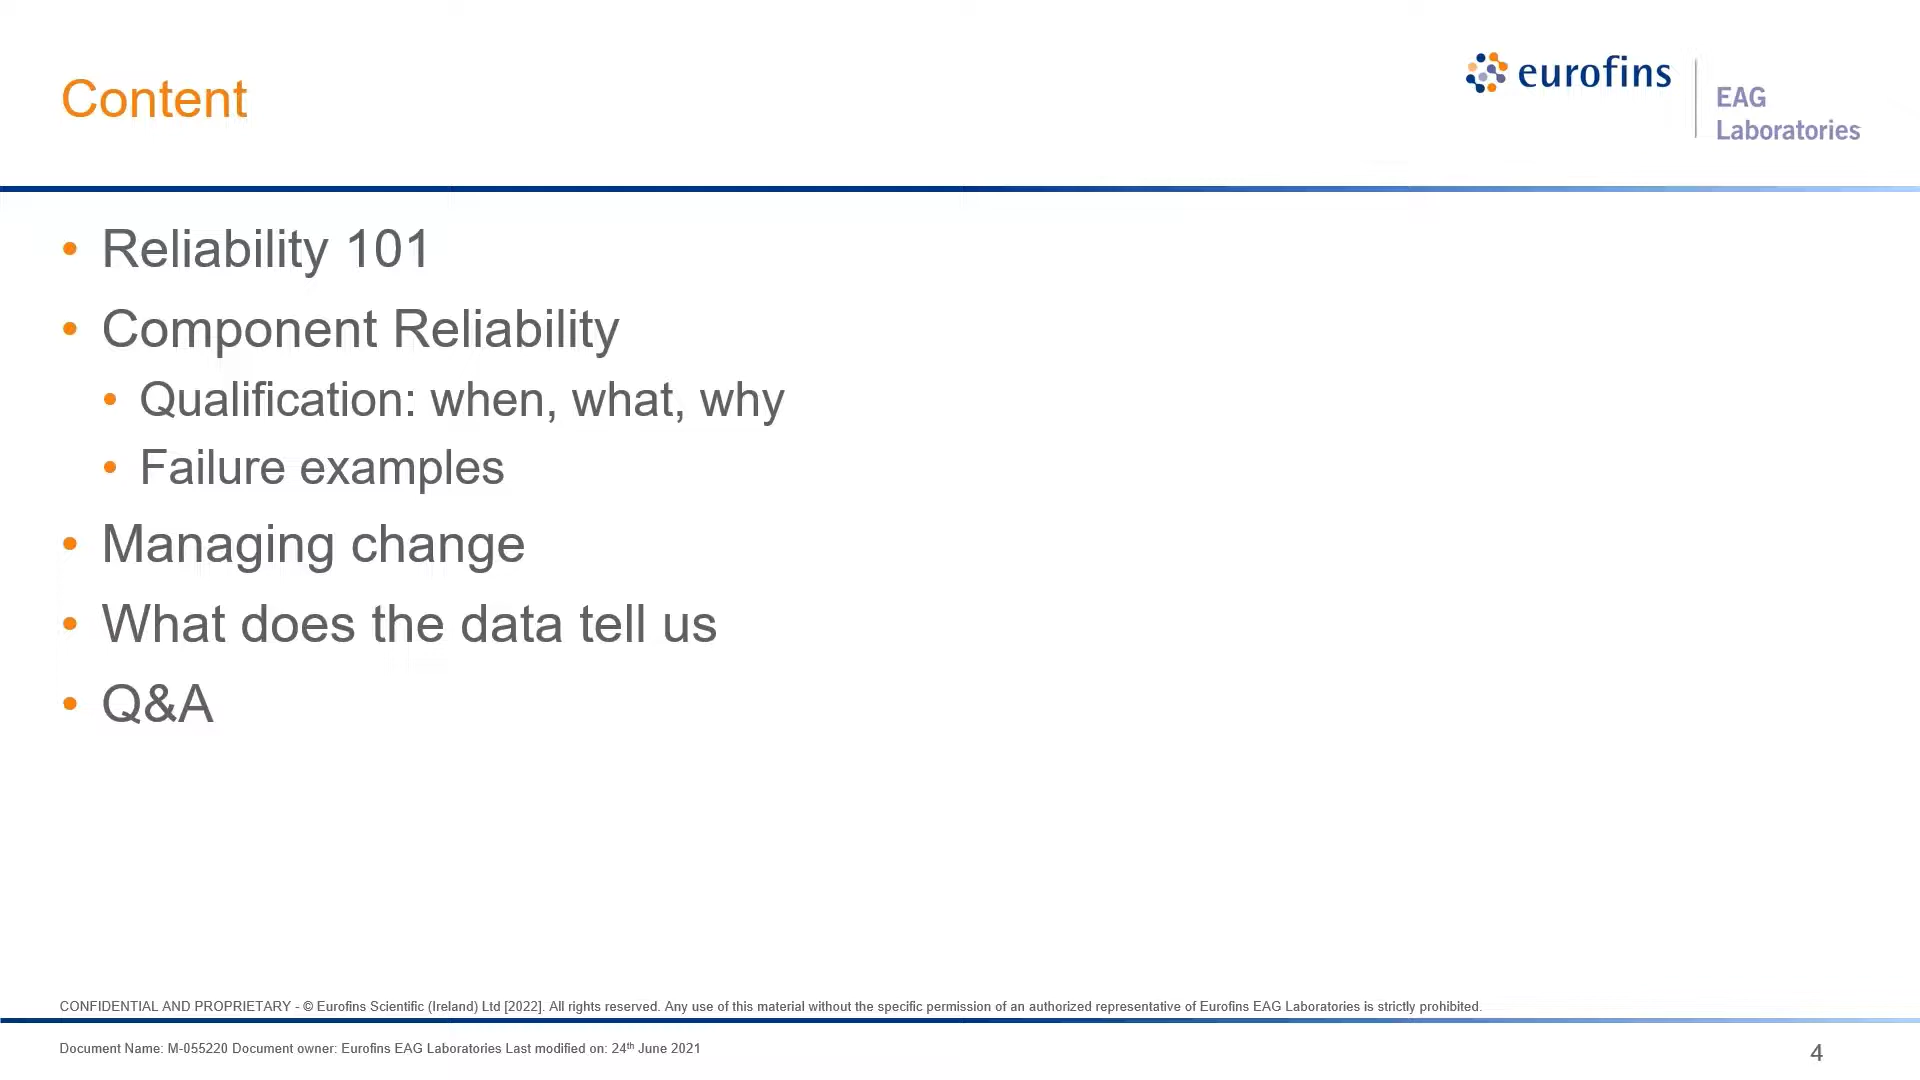 Content
eurofins
EAG
Laboratories
• Reliability 101
• Component Reliability
• Qualification: when, what, why
• Failure examples
• Managing change
• What does the data tell us
• Q&A
CONFIDENTIAL AND PROPRIETARY - © Eurofins Scientific (Ireland) Ltd [2022]. All rights reserved. Any use of this material without the specific permission of an authorized representative of Eurofins EAG Laboratories is strictly prohibited.
Document Name: M-055220 Document owner: Eurofins EAG Laboratories Last modified on: 24th June 2021
4